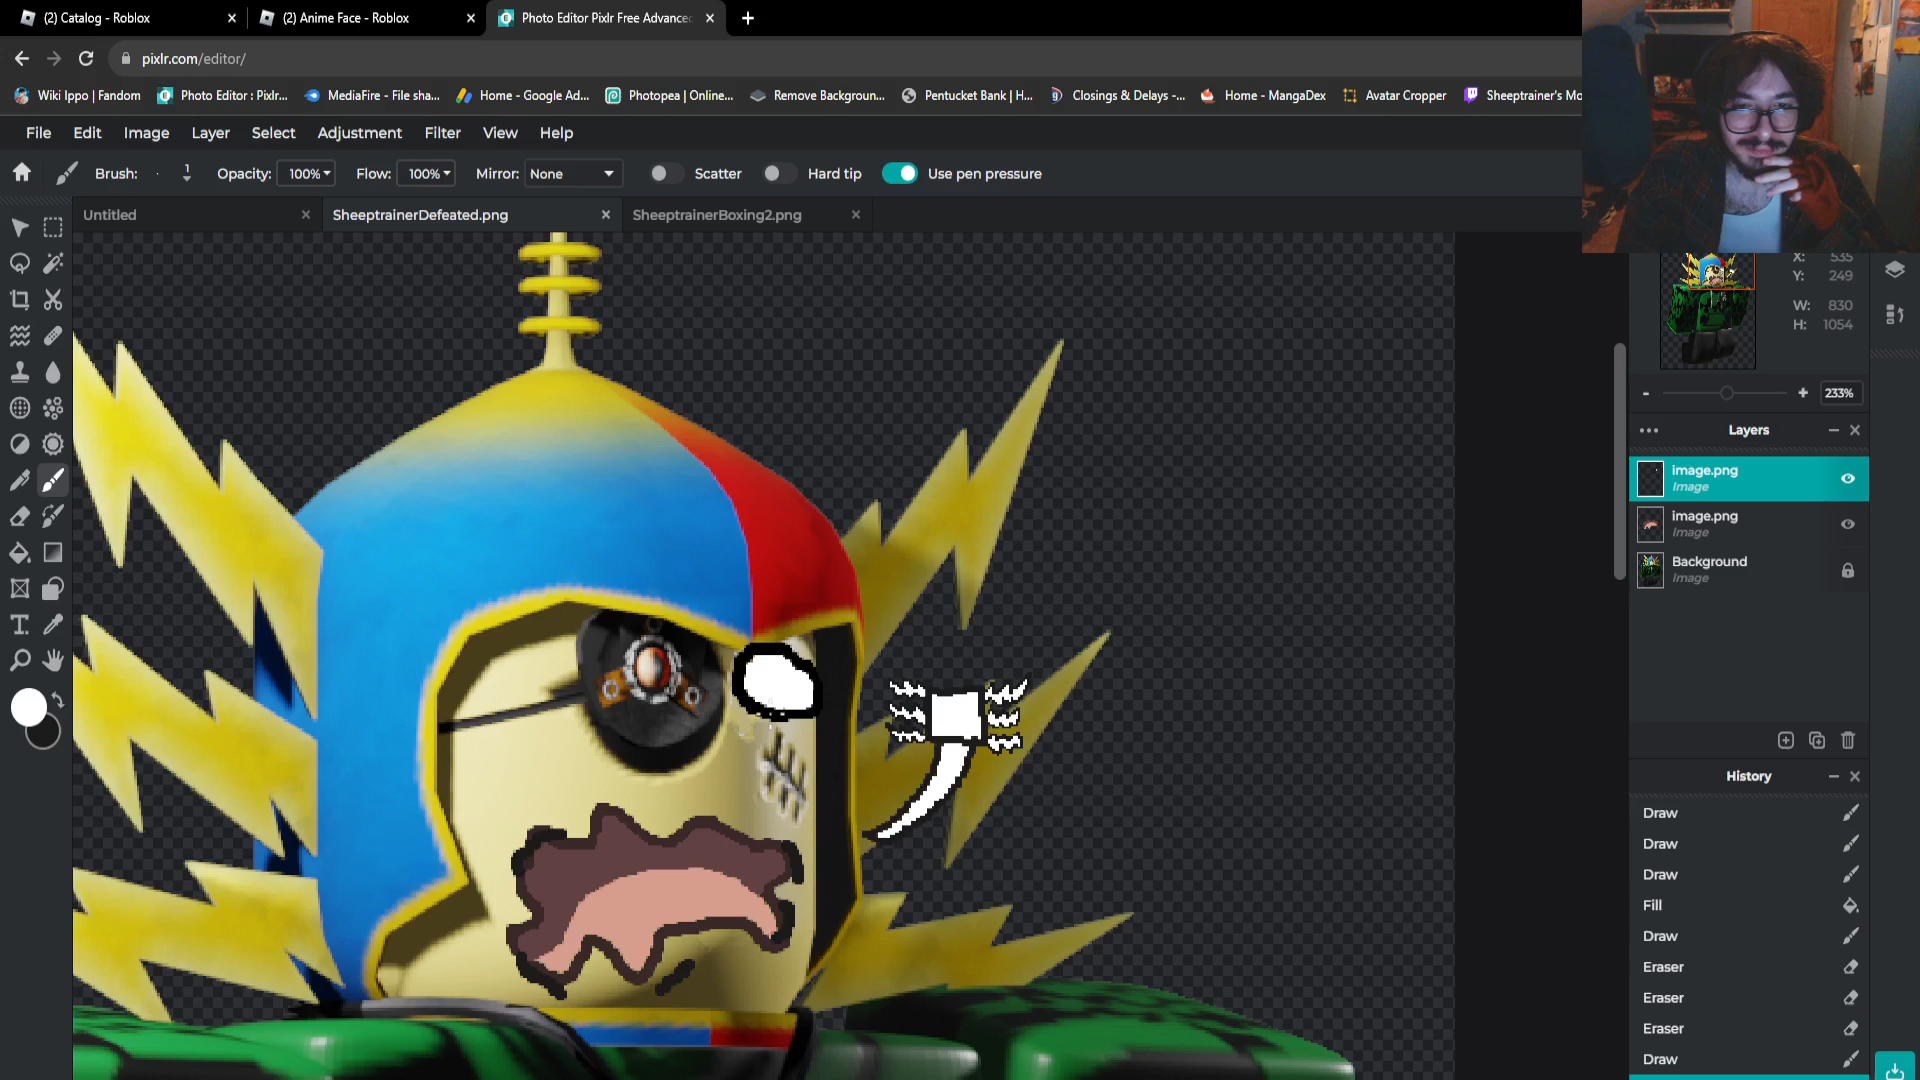 (2) Catalog - Roblox
(2) Anime Face - Roblox
Photo Editor Pixlr Free Advanced
pixlr.com/editor/
Wiki Ippo | Fandom
Photo Editor : Pixlr...
MediaFire - File sha...
Home - Google Ad...
Photopea | Online...
Remove Backgroun...
Pentucket Bank | H...
Closings & Delays -...
Home - MangaDex
Avatar Cropper
Sheeptrainer's Mo
File Edit Image Layer Select Adjustment Filter View Help
Brush: 1 Opacity: 100% Flow: 100% Mirror: None Scatter Hard tip Use pen pressure
Untitled
SheeptrainerDefeated.png
SheeptrainerBoxing2.png
X: 535
Y: 249
W: 830
H: 1054
- + 233%
Layers
image.png
Image
image.png
Image
Background
Image
History
Draw
Draw
Draw
Fill
Draw
Eraser
Eraser
Eraser
Draw